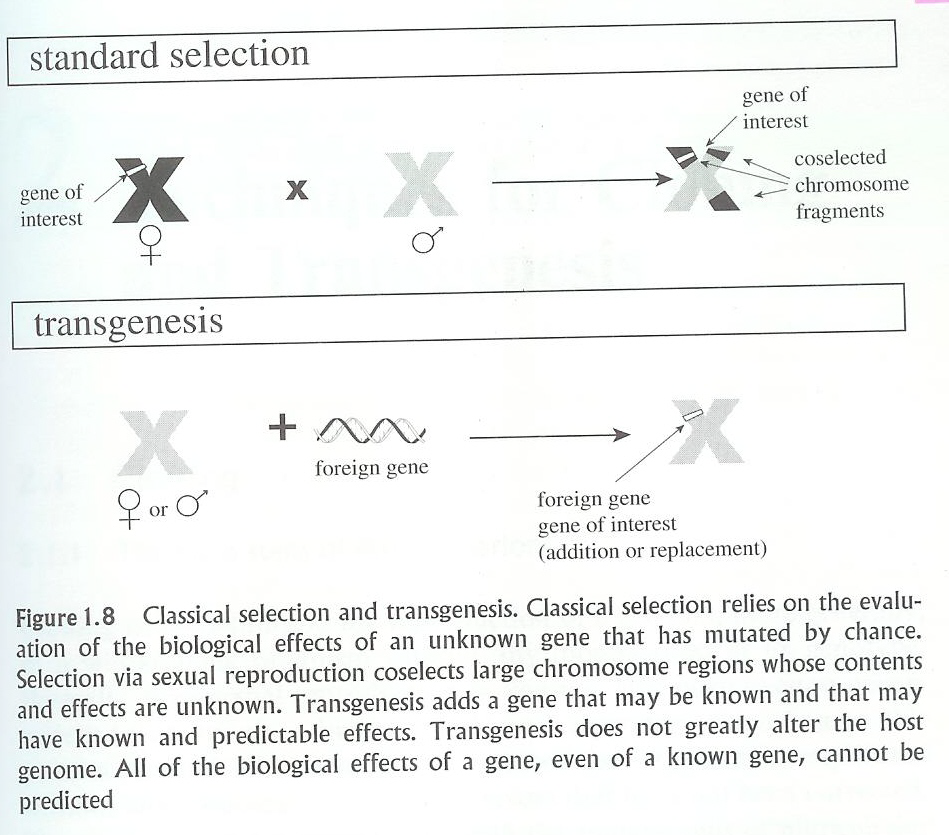 standard selection
gene of
interest
gene of
interest
x
coselected
chromosome
fragments
transgenesis
+
foreign gene
or
foreign gene
gene of interest
(addition or replacement)
Figure 1.8 Classical selection and transgenesis. Classical selection relies on the evalu-
ation of the biological effects of an unknown gene that has mutated by chance.
Selection via sexual reproduction coselects large chromosome regions whose contents
and effects are unknown. Transgenesis adds a gene that may be known and that may
have known and predictable effects. Transgenesis does not greatly alter the host
genome. All of the biological effects of a gene, even of a known gene, cannot be
predicted